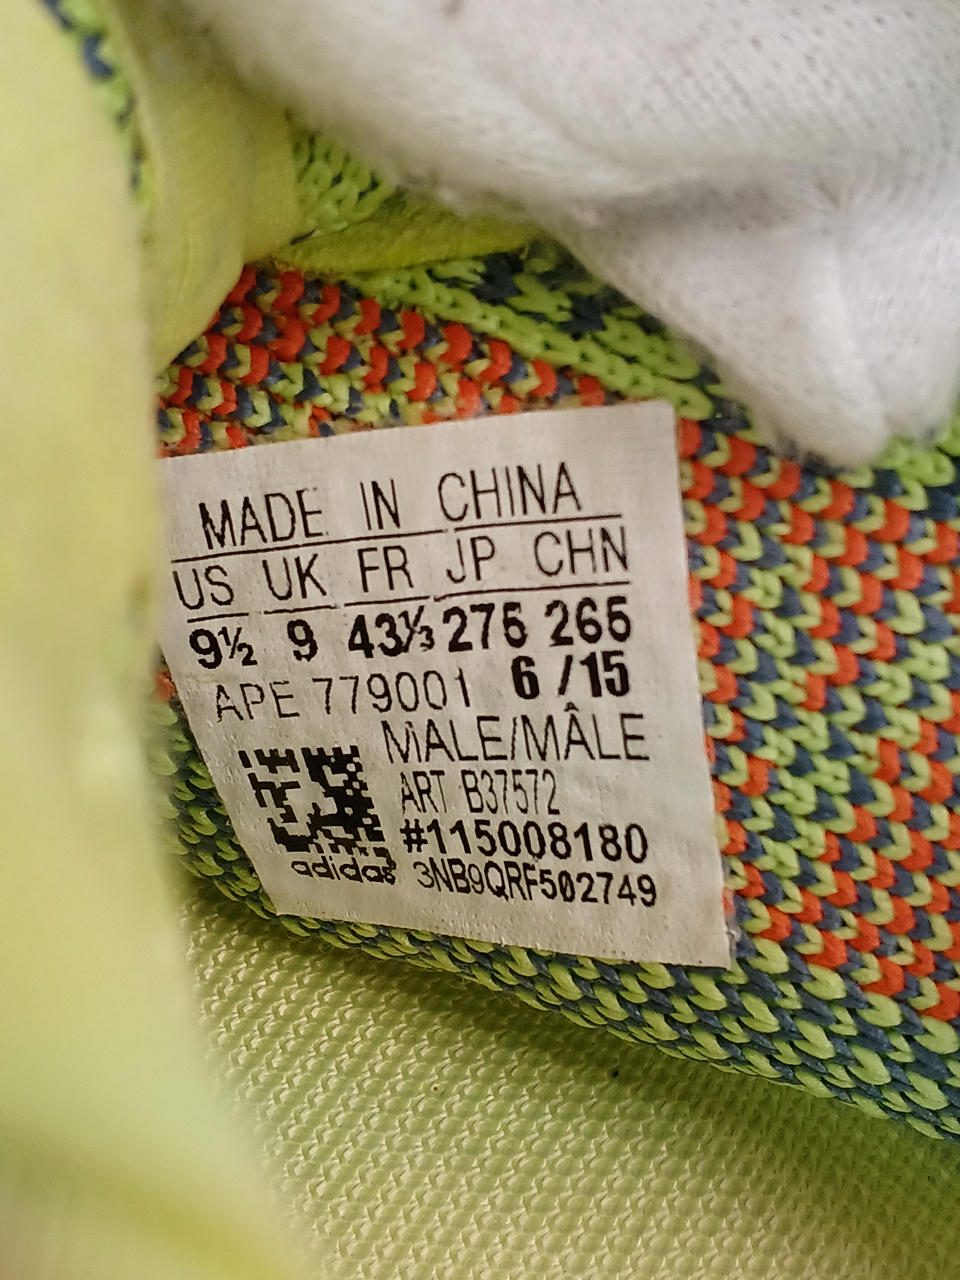 MADE IN CHINA
US UK FR JP CHN
9½ 9 43⅓ 275 265
APE 779001 6/15
MALE/MÂLE
ART B37572
#115008180
adidas 3NB9QRF502749